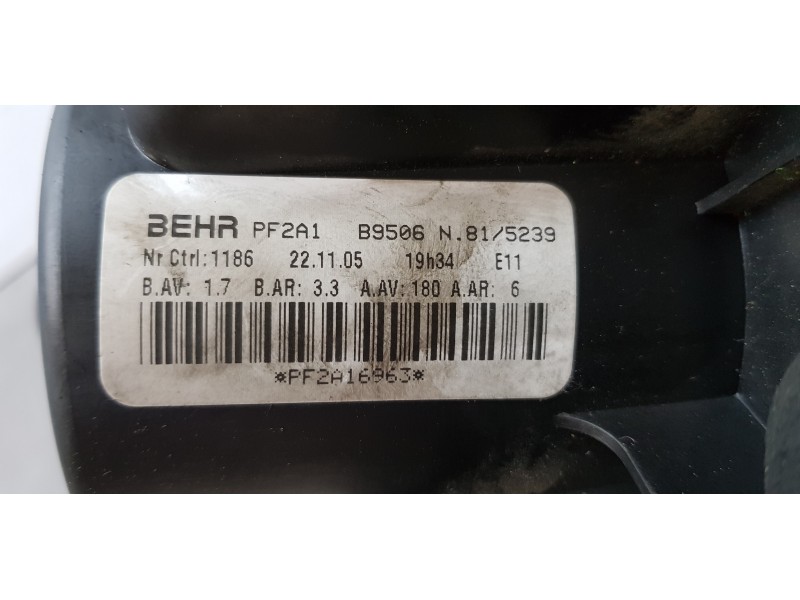 BEHR PF2A1 B9506 N.81/5239
Nr Ctrl:1186 22.11.05 19h34 E11
B.AV: 1.7 B.AR: 3.3 A.AV: 180 A.AR: 6
*PF2A16963*